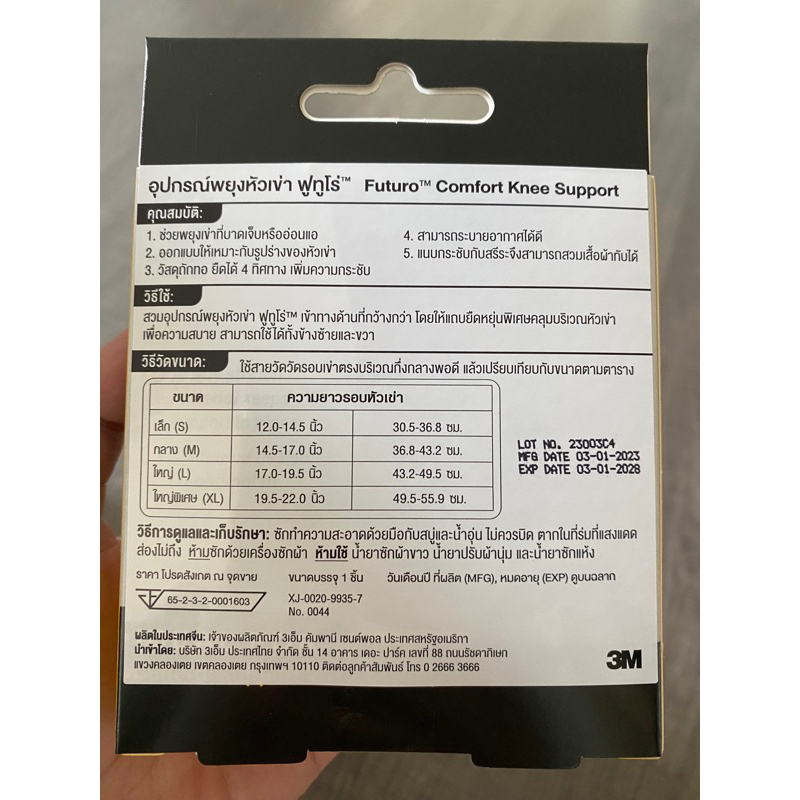 อุปกรณ์พยุงหัวเข่า ฟูทูโร่™ Futuro™ Comfort Knee Support
คุณสมบัติ:
1. ช่วยพยุงเข่าที่บาดเจ็บหรืออ่อนแอ
2. ออกแบบให้เหมาะกับรูปร่างของหัวเข่า
3. วัสดุถักทอ ยืดได้ 4 ทิศทาง เพิ่มความกระชับ
4. สามารถระบายอากาศได้ดี
5. แนบกระชับกับสรีระจึงสามารถสวมเสื้อผ้าทับได้
วิธีใช้:
สวมอุปกรณ์พยุงหัวเข่า ฟูทูโร่™ เข้าทางด้านที่กว้างกว่า โดยให้แถบยืดหยุ่นพิเศษคลุมบริเวณหัวเข่า
เพื่อความสบาย สามารถใช้ได้ทั้งข้างซ้ายและขวา
วิธีวัดขนาด: ใช้สายวัดวัดรอบเข่าตรงบริเวณกึ่งกลางพอดี แล้วเปรียบเทียบกับขนาดตามตาราง
ขนาด ความยาวรอบหัวเข่า
เล็ก (S) 12.0-14.5 นิ้ว 30.5-36.8 ซม.
กลาง (M) 14.5-17.0 นิ้ว 36.8-43.2 ซม.
ใหญ่ (L) 17.0-19.5 นิ้ว 43.2-49.5 ซม.
ใหญ่พิเศษ (XL) 19.5-22.0 นิ้ว 49.5-55.9 ซม.
LOT NO. 23003C4
MFG DATE 03-01-2023
EXP DATE 03-01-2028
วิธีการดูแลและเก็บรักษา: ซักทำความสะอาดด้วยมือกับสบู่และน้ำอุ่น ไม่ควรบิด ตากในที่ร่มที่แสงแดด
ส่องไม่ถึง ห้ามซักด้วยเครื่องซักผ้า ห้ามใช้ น้ำยาซักผ้าขาว น้ำยาปรับผ้านุ่ม และน้ำยาซักแห้ง
ราคา โปรดสังเกต ณ จุดขาย ขนาดบรรจุ 1 ชิ้น วันเดือนปี ที่ผลิต (MFG), หมดอายุ (EXP) ดูบนฉลาก
65-2-3-2-0001603 XJ-0020-9935-7
No. 0044
ผลิตในประเทศจีน: เจ้าของผลิตภัณฑ์ 3เอ็ม คัมพานี เซนต์พอล ประเทศสหรัฐอเมริกา
นำเข้าโดย: บริษัท 3เอ็ม ประเทศไทย จำกัด ชั้น 14 อาคาร เดอะ ปาร์ค เลขที่ 88 ถนนรัชดาภิเษก
แขวงคลองเตย เขตคลองเตย กรุงเทพฯ 10110 ติดต่อลูกค้าสัมพันธ์ โทร 0 2666 3666
3M